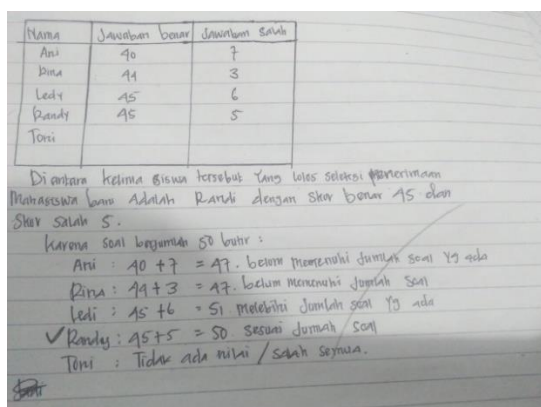 Nama Jawaban benar Jawaban Salah
Ani 40 7
Dina 44 3
Ledy 45 6
Randy 45 5
Toni
Diantara kelima siswa tersebut Yang lolos seleksi penerimaan
Mahasiswa baru Adalah Randi dengan Skor benar 45 dan
Skor salah 5.
Karena Soal berjumlah 50 butir :
Ani : 40 + 7 = 47. belum memenuhi Jumlah soal Yg ada
Dina : 44 + 3 = 47. belum memenuhi Jumlah Soal
Ledi : 45 + 6 = 51 melebihi Jumlah soal Yg ada
✓ Randy : 45 + 5 = 50 Sesuai Jumlah Soal
Toni : Tidak ada nilai / salah semua.